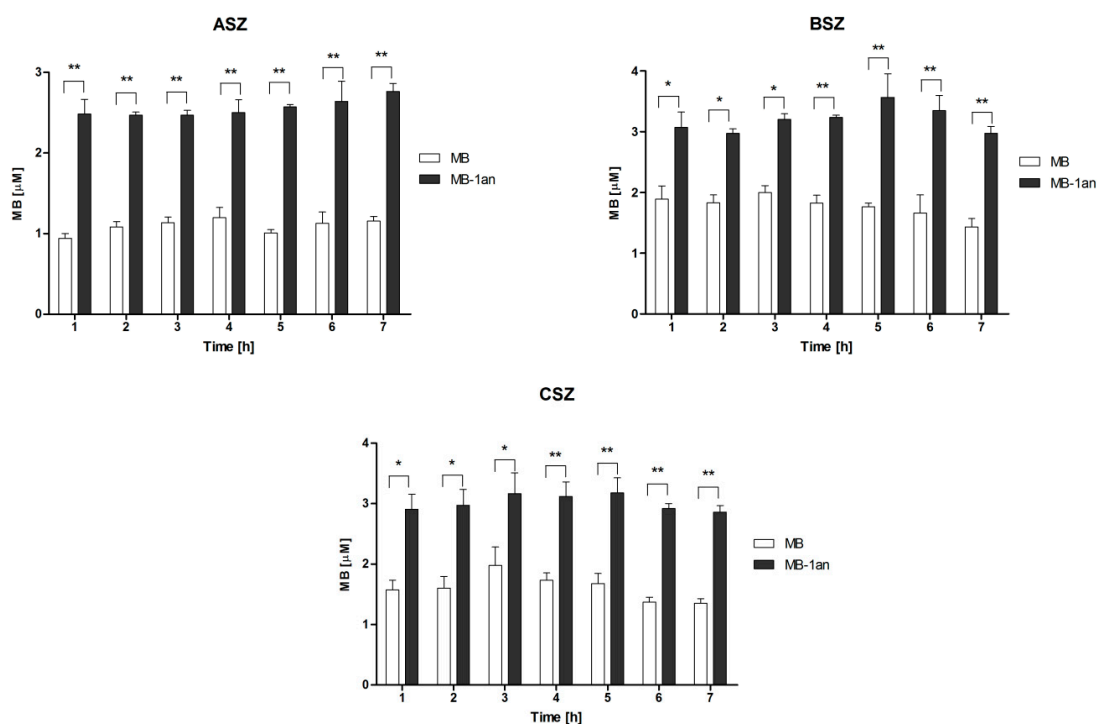 ASZ
** ** ** ** ** ** **
3
2
1
0
MB [µM]
1 2 3 4 5 6 7
Time [h]
MB
MB-1an
BSZ
* * * ** ** ** **
4
3
2
1
0
MB [µM]
1 2 3 4 5 6 7
Time [h]
MB
MB-1an
CSZ
* * * ** ** ** **
4
3
2
1
0
MB [µM]
1 2 3 4 5 6 7
Time [h]
MB
MB-1an